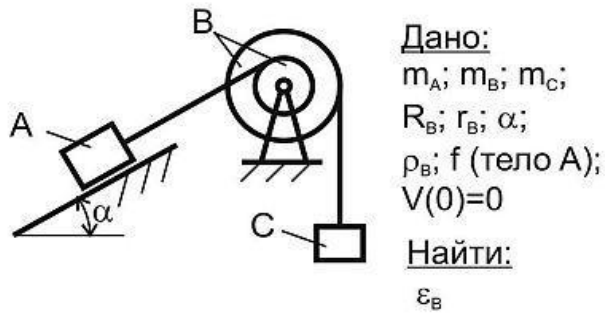 B
A
α
C
Дано:
m_A; m_B; m_C;
R_B; r_B; α;
ρ_B; f (тело A);
V(0)=0
Найти:
ε_B